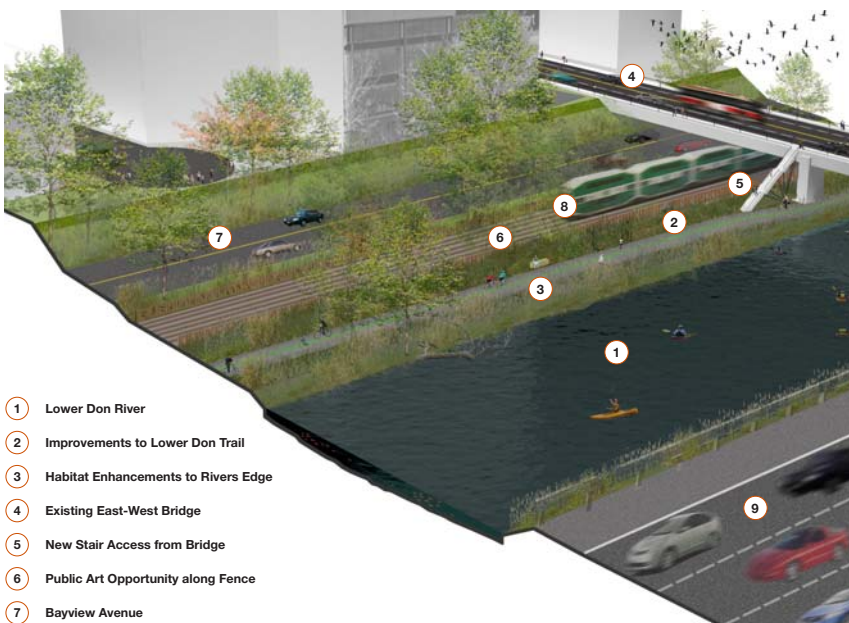 4
5
8
2
7
6
3
1
9
1 Lower Don River
2 Improvements to Lower Don Trail
3 Habitat Enhancements to Rivers Edge
4 Existing East-West Bridge
5 New Stair Access from Bridge
6 Public Art Opportunity along Fence
7 Bayview Avenue